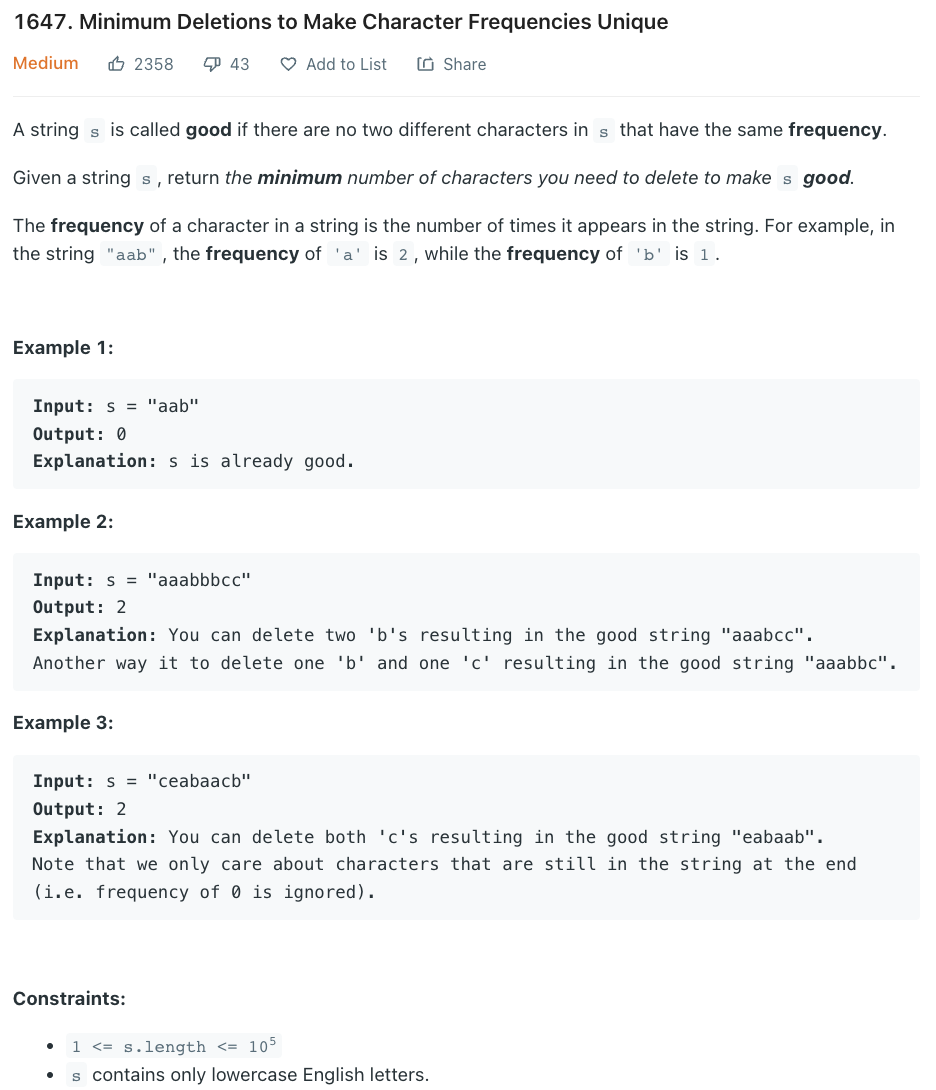 1647. Minimum Deletions to Make Character Frequencies Unique
Medium 2358 43 Add to List Share
A string s is called good if there are no two different characters in s that have the same frequency.
Given a string s, return the minimum number of characters you need to delete to make s good.
The frequency of a character in a string is the number of times it appears in the string. For example, in
the string "aab", the frequency of 'a' is 2, while the frequency of 'b' is 1.
Example 1:
Input: s = "aab"
Output: 0
Explanation: s is already good.
Example 2:
Input: s = "aaabbbcc"
Output: 2
Explanation: You can delete two 'b's resulting in the good string "aaabcc".
Another way it to delete one 'b' and one 'c' resulting in the good string "aaabbc".
Example 3:
Input: s = "ceabaacb"
Output: 2
Explanation: You can delete both 'c's resulting in the good string "eabaab".
Note that we only care about characters that are still in the string at the end
(i.e. frequency of 0 is ignored).
Constraints:
• 1 <= s.length <= 10⁵
• s contains only lowercase English letters.